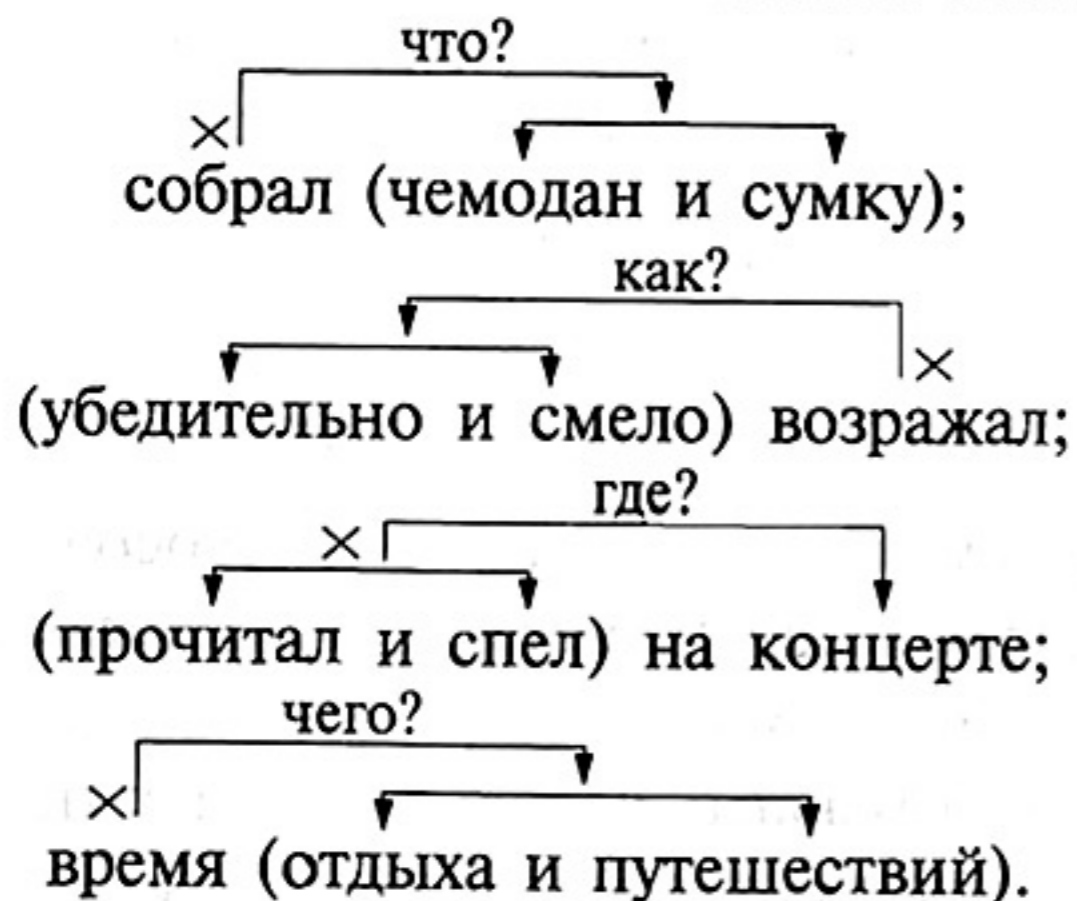 что?
собрал (чемодан и сумку);
как?
(убедительно и смело) возражал;
где?
(прочитал и спел) на концерте;
чего?
время (отдыха и путешествий).